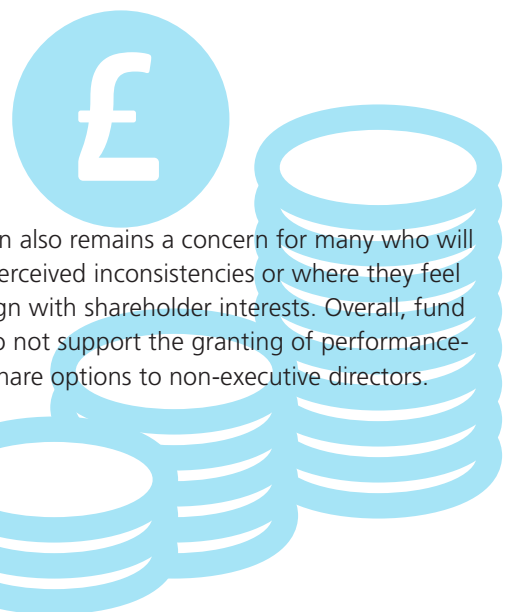 £
n also remains a concern for many who will
erceived inconsistencies or where they feel
gn with shareholder interests. Overall, fund
o not support the granting of performance-
hare options to non-executive directors.